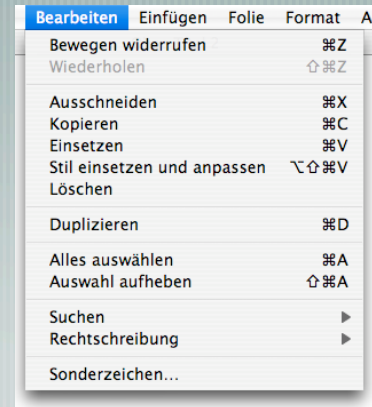 Bearbeiten Einfügen Folie Format A
Bewegen widerrufen ⌘Z
Wiederholen ⇧⌘Z
Ausschneiden ⌘X
Kopieren ⌘C
Einsetzen ⌘V
Stil einsetzen und anpassen ⌥⇧⌘V
Löschen
Duplizieren ⌘D
Alles auswählen ⌘A
Auswahl aufheben ⇧⌘A
Suchen ▶
Rechtschreibung ▶
Sonderzeichen...